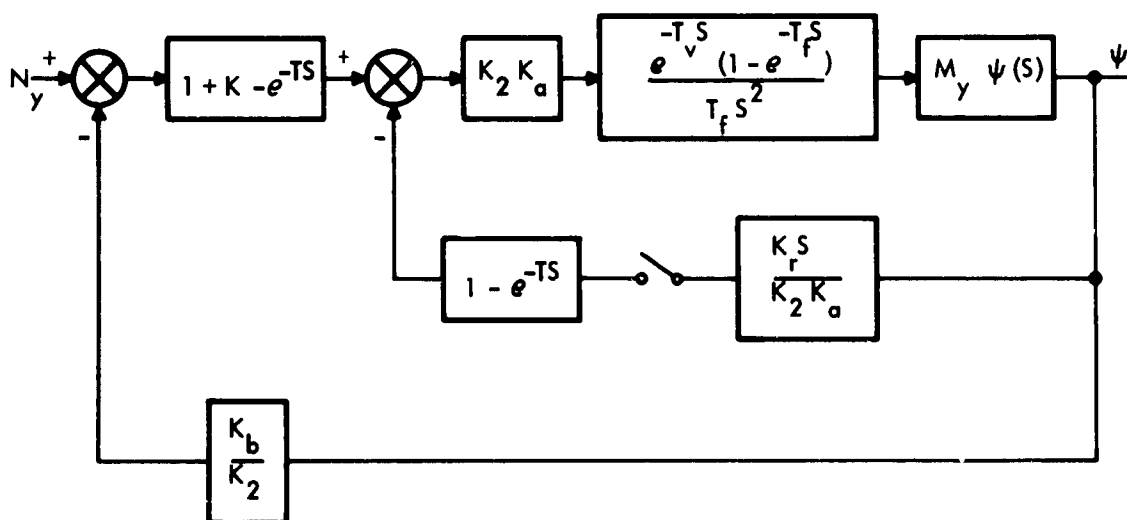 N_y
+
-
1 + K - e^{-TS}
+
-
K_2 K_a
e^{-T_v S} (1 - e^{-T_f S})
T_f S^2
M_y ψ (S)
ψ
1 - e^{-TS}
K_r S
K_2 K_a
K_b
K_2